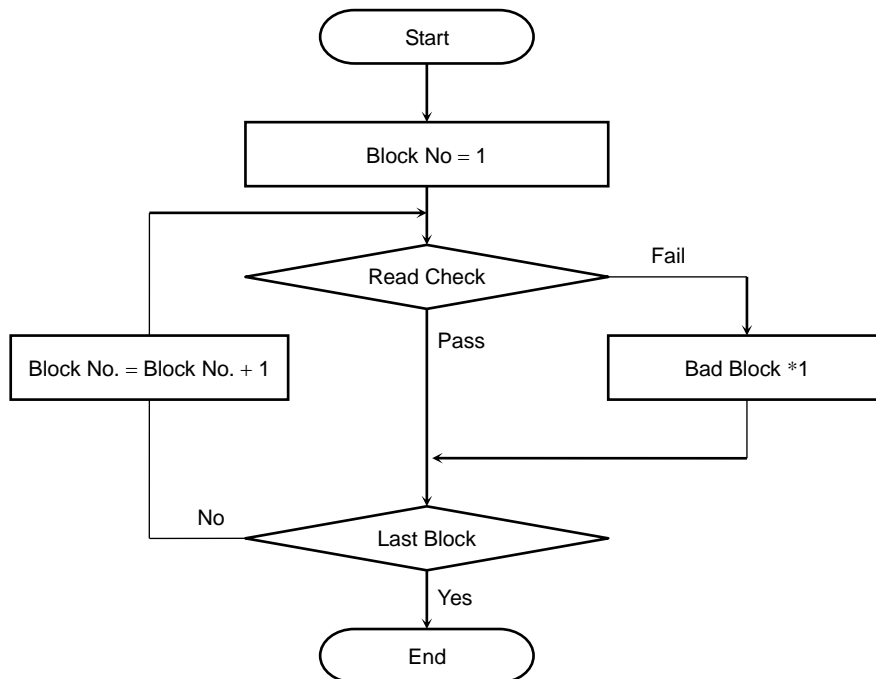 Start
Block No = 1
Read Check
Fail
Pass
Block No. = Block No. + 1
Bad Block *1
No
Last Block
Yes
End